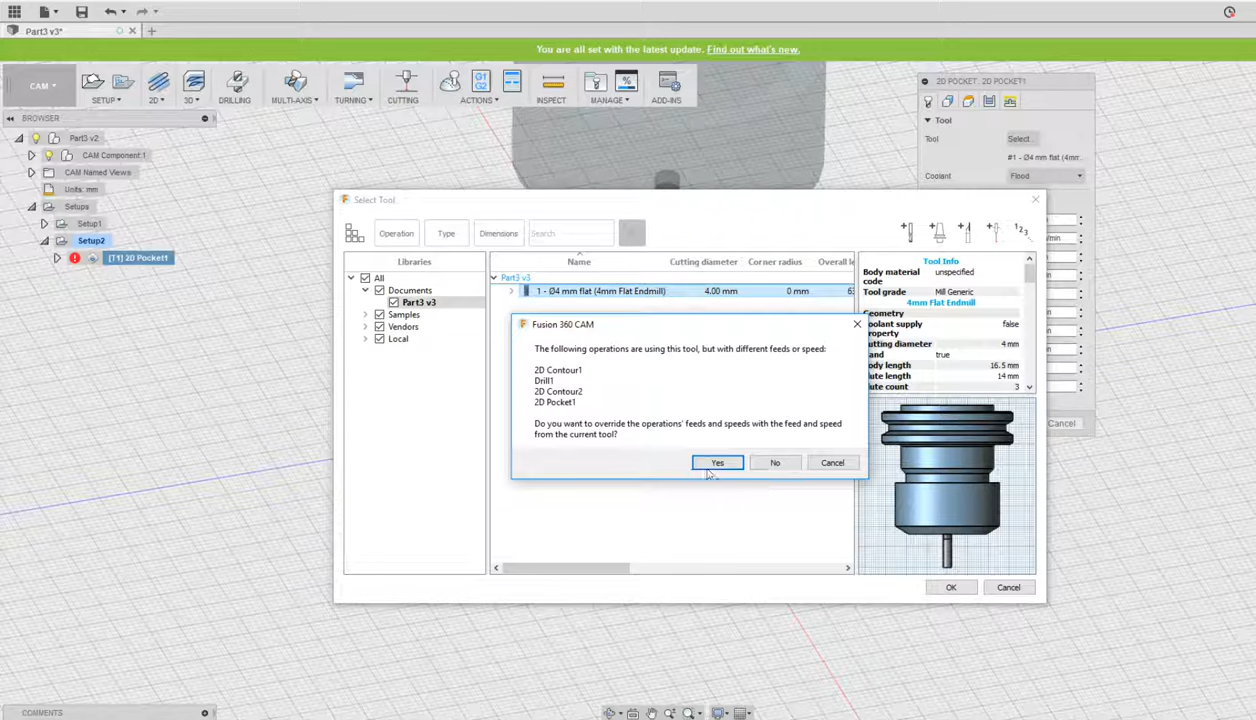 Part3 v3*
You are all set with the latest update. Find out what's new.
CAM
SETUP
2D
3D
DRILLING
MULTI-AXIS
TURNING
CUTTING
G1
G2
ACTIONS
INSPECT
MANAGE
ADD-INS
BROWSER
Part3 v2
CAM Component:1
CAM Named Views
Units: mm
Setups
Setup1
Setup2
[T1] 2D Pocket1
2D POCKET : 2D POCKET1
Tool
Tool
Select...
#1 - Ø4 mm flat (4mm...
Coolant
Flood
Cancel
Select Tool
Operation
Type
Dimensions
Search
Libraries
All
Documents
Part3 v3
Samples
Vendors
Local
Name
Cutting diameter
Corner radius
Overall l
Part3 v3
1 - Ø4 mm flat (4mm Flat Endmill)
4.00 mm
0 mm
Tool Info
Body material code
unspecified
Tool grade
Mill Generic
4mm Flat Endmill
Geometry
false
4 mm
true
16.5 mm
14 mm
3
Fusion 360 CAM
The following operations are using this tool, but with different feeds or speed:
2D Contour1
Drill1
2D Contour2
2D Pocket1
Do you want to override the operations' feeds and speeds with the feed and speed
from the current tool?
Yes
No
Cancel
OK
Cancel
COMMENTS